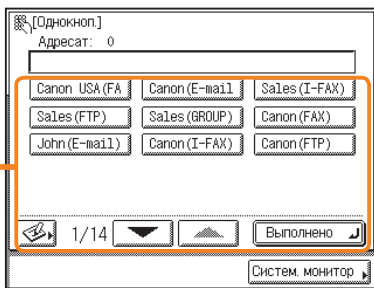 [Однокноп.]
Адресат: 0
Canon USA(FA Canon(E-mail Sales(I-FAX)
Sales(FTP) Sales(GROUP) Canon(FAX)
John(E-mail) Canon(I-FAX) Canon(FTP)
1/14 Выполнено
Систем. монитор